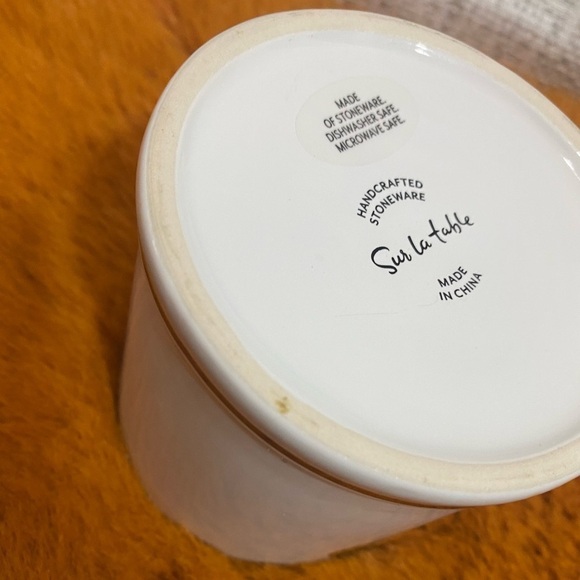 MADE
OF STONEWARE.
DISHWASHER SAFE.
MICROWAVE SAFE.
HANDCRAFTED
STONEWARE
Sur la table
MADE
IN CHINA